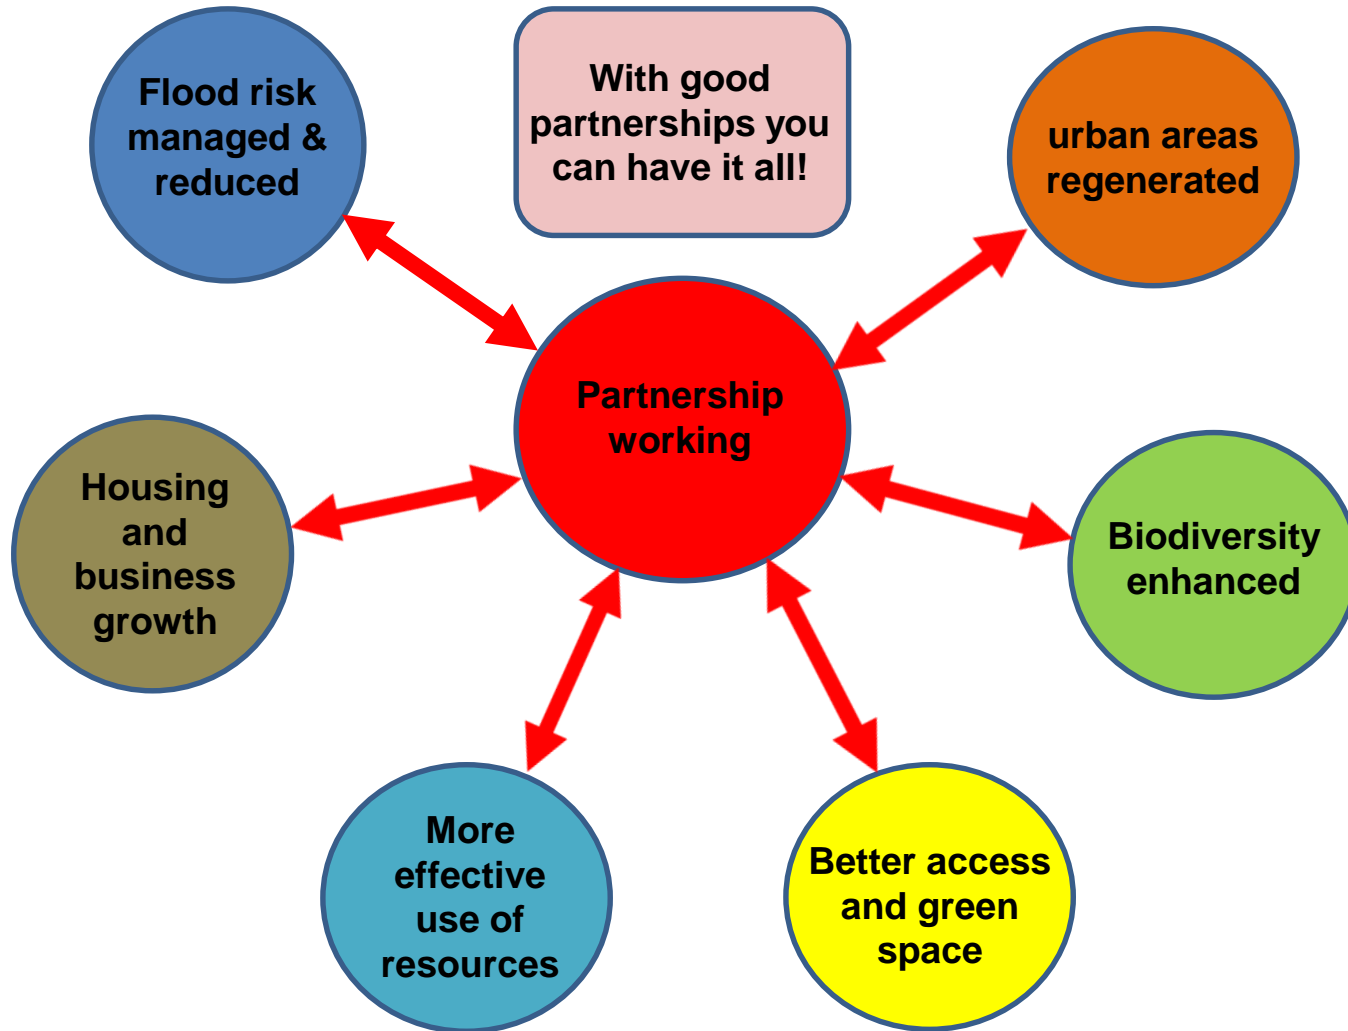 Flood risk
managed &
reduced
With good
partnerships you
can have it all!
urban areas
regenerated
Partnership
working
Housing
and
business
growth
Biodiversity
enhanced
More
effective
use of
resources
Better access
and green
space